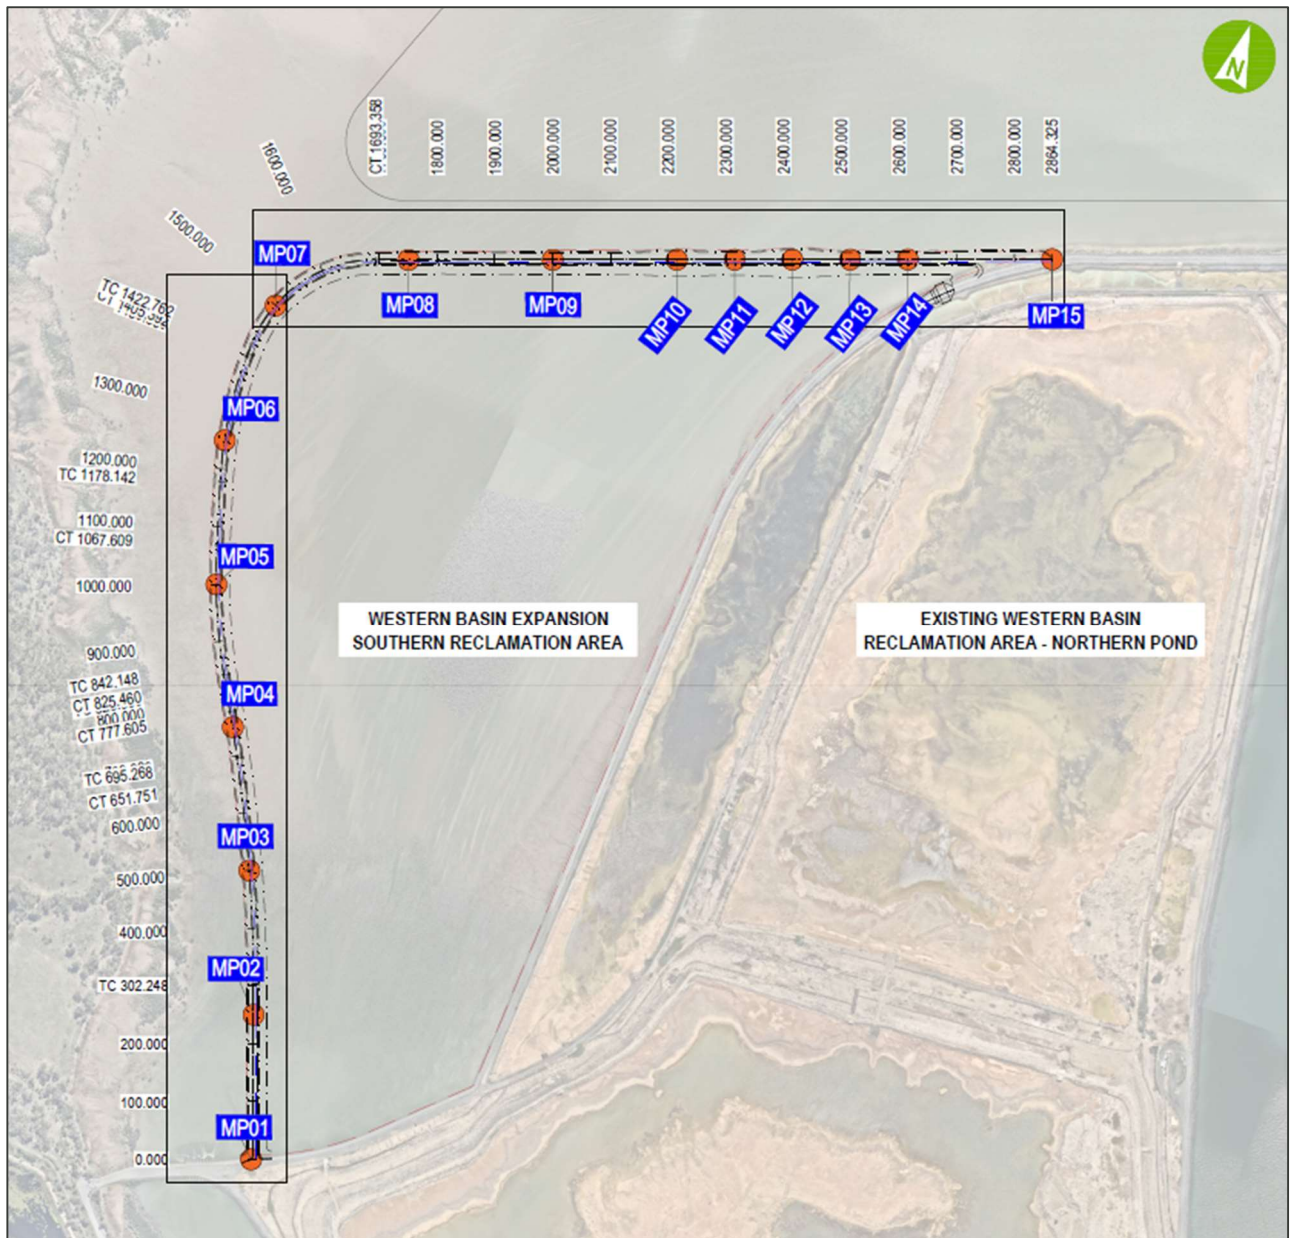 N
CT 1693.358
1800.000
1900.000
2000.000
2100.000
2200.000
2300.000
2400.000
2500.000
2600.000
2700.000
2800.000
2864.325
1600.000
1500.000
MP07
MP08
MP09
MP10
MP11
MP12
MP13
MP14
MP15
TC 1422.762
1300.000
MP06
1200.000
TC 1178.142
1100.000
CT 1067.609
MP05
1000.000
WESTERN BASIN EXPANSION
SOUTHERN RECLAMATION AREA
EXISTING WESTERN BASIN
RECLAMATION AREA - NORTHERN POND
900.000
TC 842.148
MP04
CT 825.460
800.000
CT 777.605
TC 695.268
CT 651.751
600.000
MP03
500.000
400.000
MP02
TC 302.248
200.000
100.000
MP01
0.000